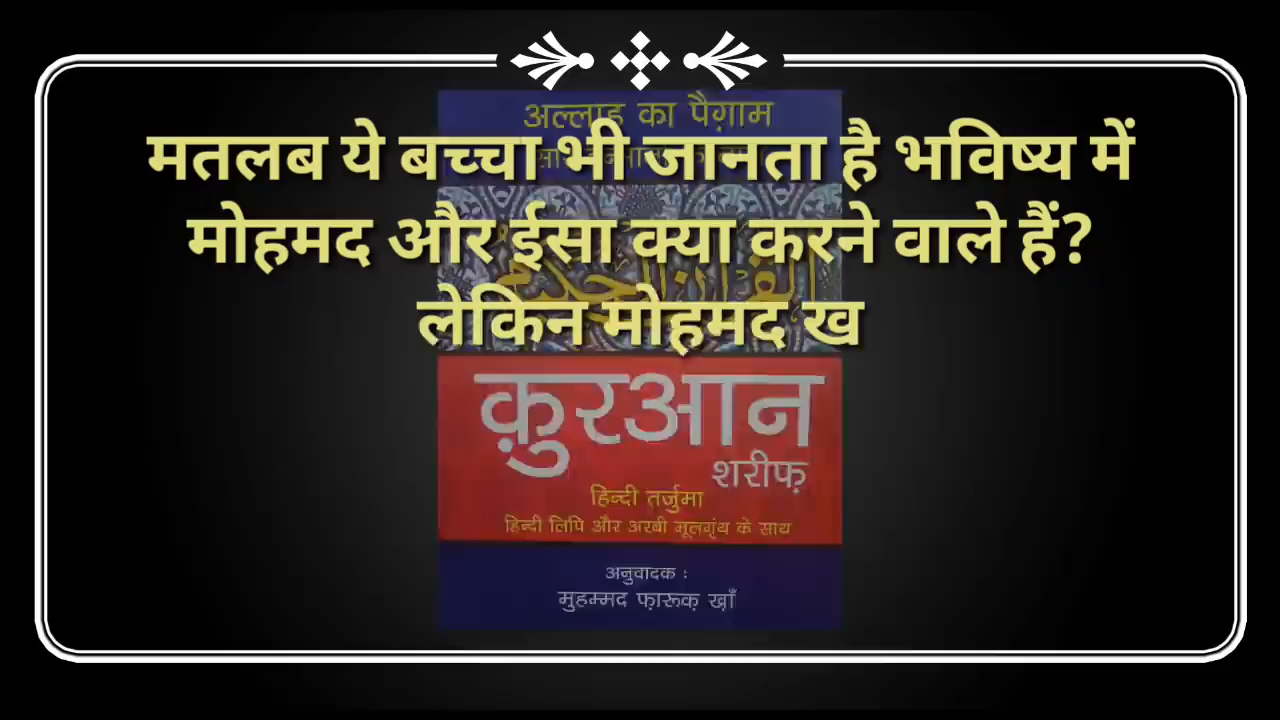 अल्लाह का पैग़ाम
मतलब ये बच्चा भी जानता है भविष्य में
मोहमद और ईसा क्या करने वाले हैं?
लेकिन मोहमद ख
क़ुरआन
शरीफ़
हिन्दी तर्जुमा
हिन्दी लिपि और अरबी मूलग्रंथ के साथ
अनुवादक :
मुहम्मद फ़ारूक़ ख़ाँ